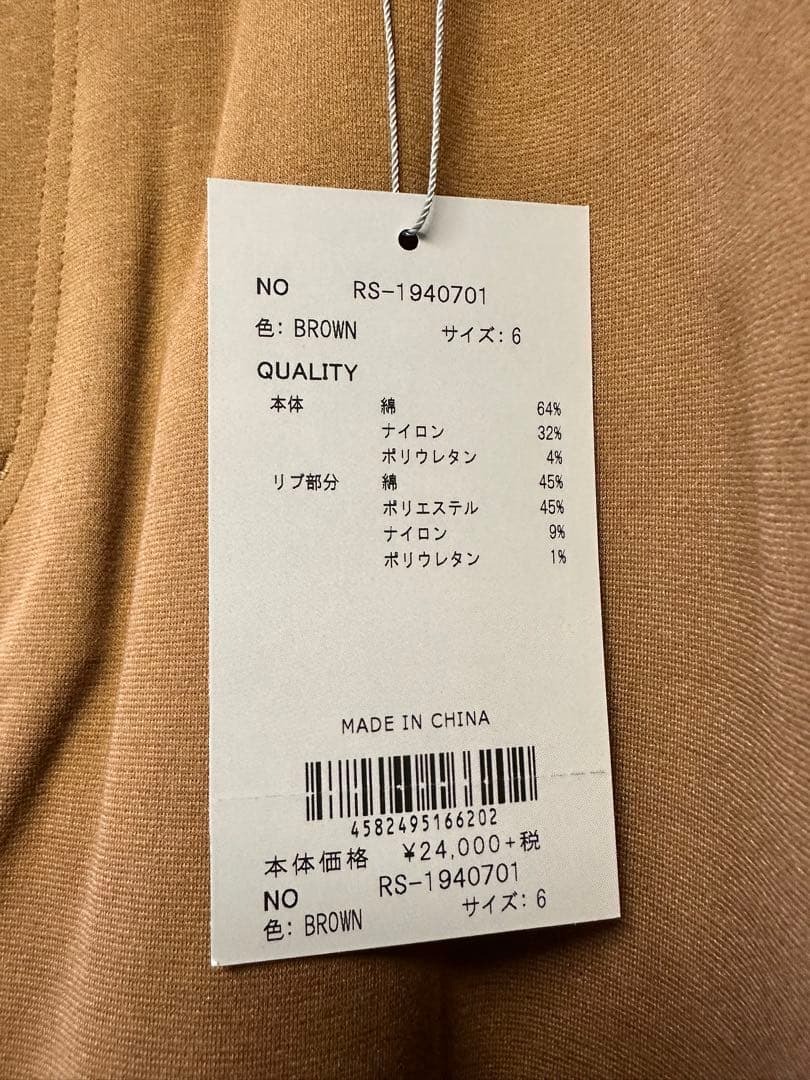 NO RS-1940701
色: BROWN サイズ: 6
QUALITY
本体 綿 64%
ナイロン 32%
ポリウレタン 4%
リブ部分 綿 45%
ポリエステル 45%
ナイロン 9%
ポリウレタン 1%
MADE IN CHINA
4582495166202
本体価格 ¥24,000+税
NO RS-1940701
色: BROWN サイズ: 6